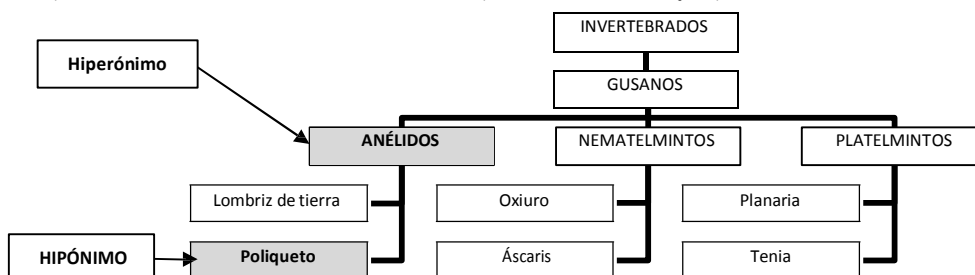 INVERTEBRADOS
Hiperónimo
GUSANOS
ANÉLIDOS
NEMATELMINTOS
PLATELMINTOS
Lombriz de tierra
Oxiuro
Planaria
HIPÓNIMO
Poliqueto
Áscaris
Tenia